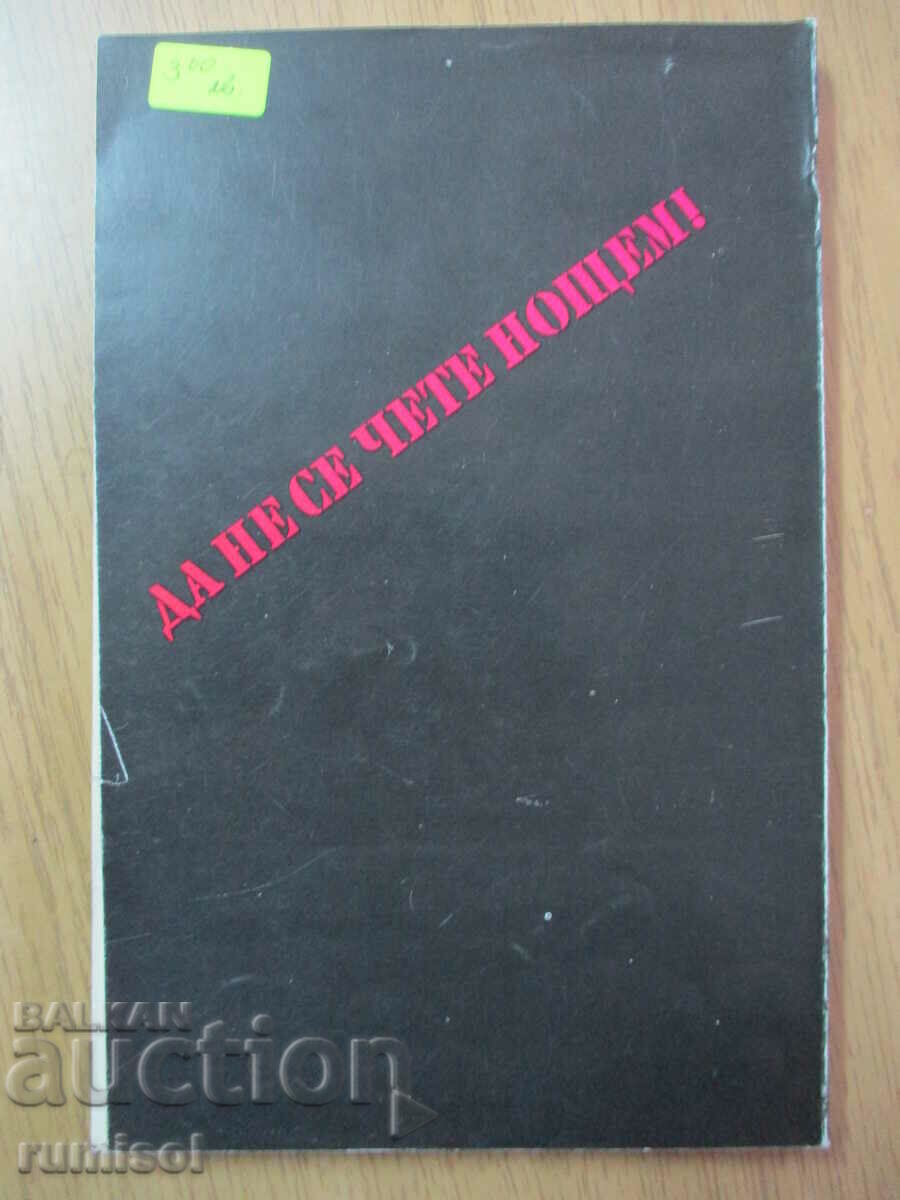 3⁰⁰
лв.
ДА НЕ СЕ ЧЕТЕ НОЩЕМ!
BALKAN
auction
rumisol